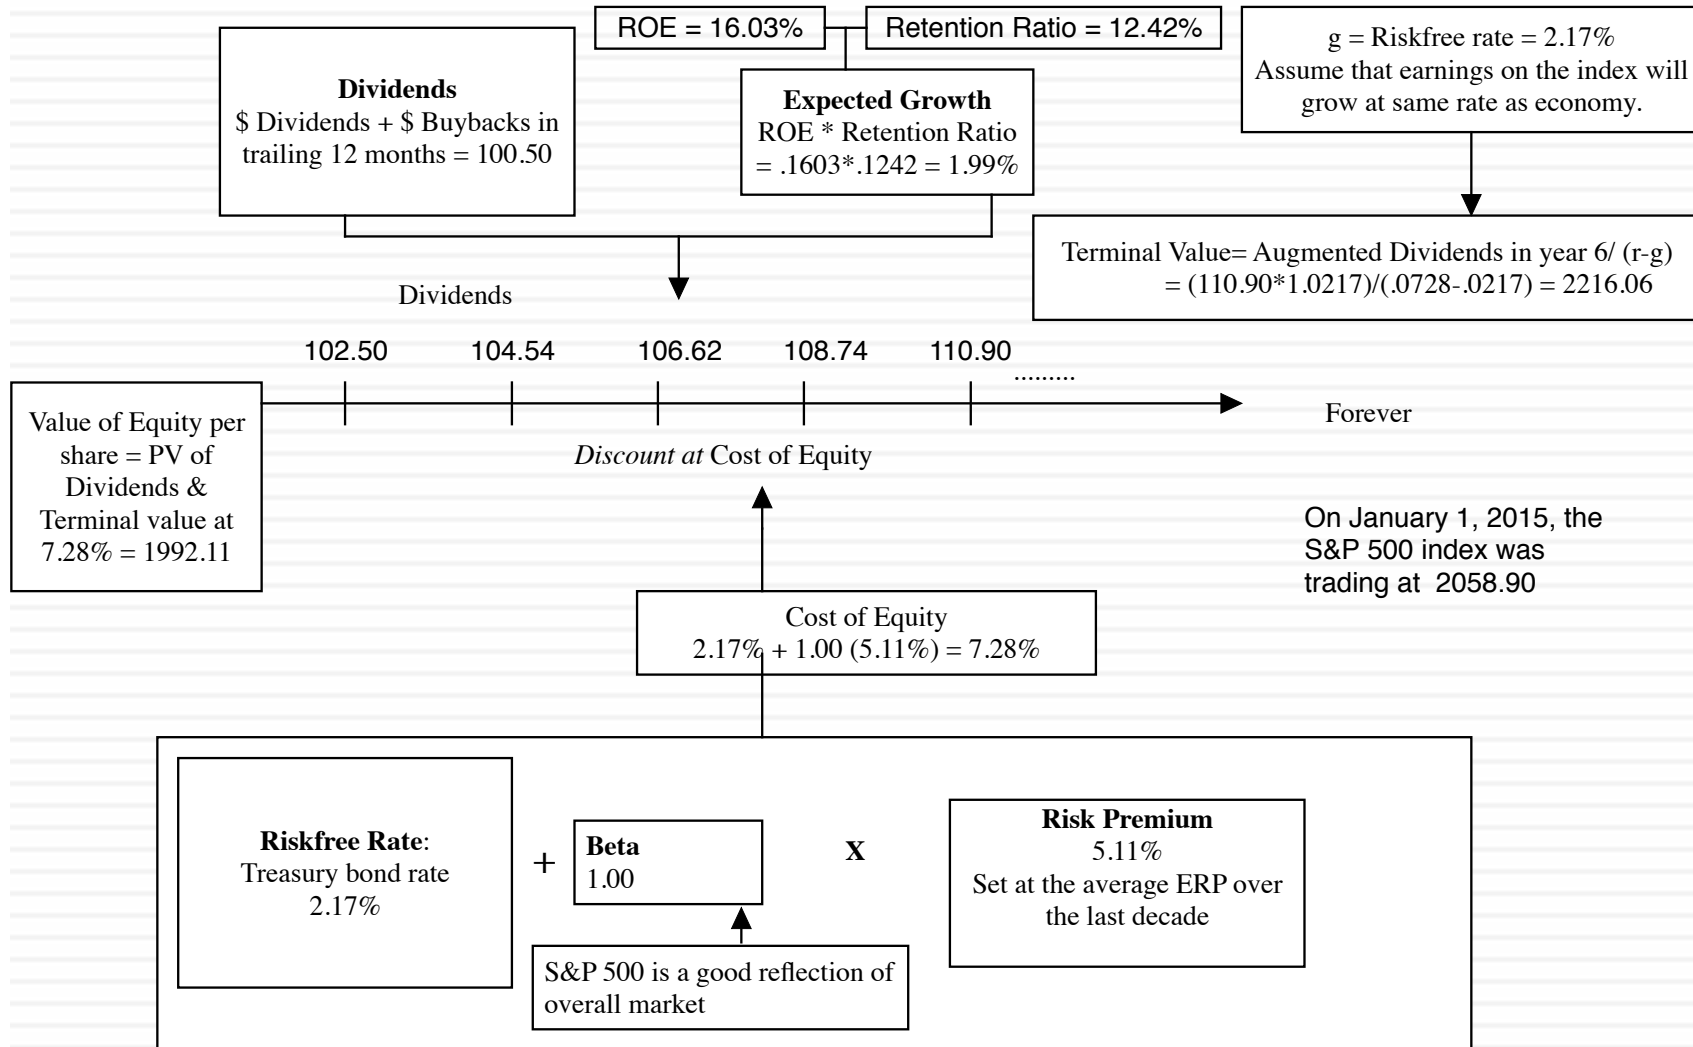 ROE = 16.03%
Retention Ratio = 12.42%
g = Riskfree rate = 2.17%
Assume that earnings on the index will
grow at same rate as economy.
Dividends
$ Dividends + $ Buybacks in
trailing 12 months = 100.50
Expected Growth
ROE * Retention Ratio
= .1603*.1242 = 1.99%
Terminal Value= Augmented Dividends in year 6/ (r-g)
= (110.90*1.0217)/(.0728-.0217) = 2216.06
Dividends
102.50
104.54
106.62
108.74
110.90
.........
Forever
Value of Equity per
share = PV of
Dividends &
Terminal value at
7.28% = 1992.11
Discount at Cost of Equity
On January 1, 2015, the
S&P 500 index was
trading at 2058.90
Cost of Equity
2.17% + 1.00 (5.11%) = 7.28%
Riskfree Rate:
Treasury bond rate
2.17%
+
Beta
1.00
X
Risk Premium
5.11%
Set at the average ERP over
the last decade
S&P 500 is a good reflection of
overall market